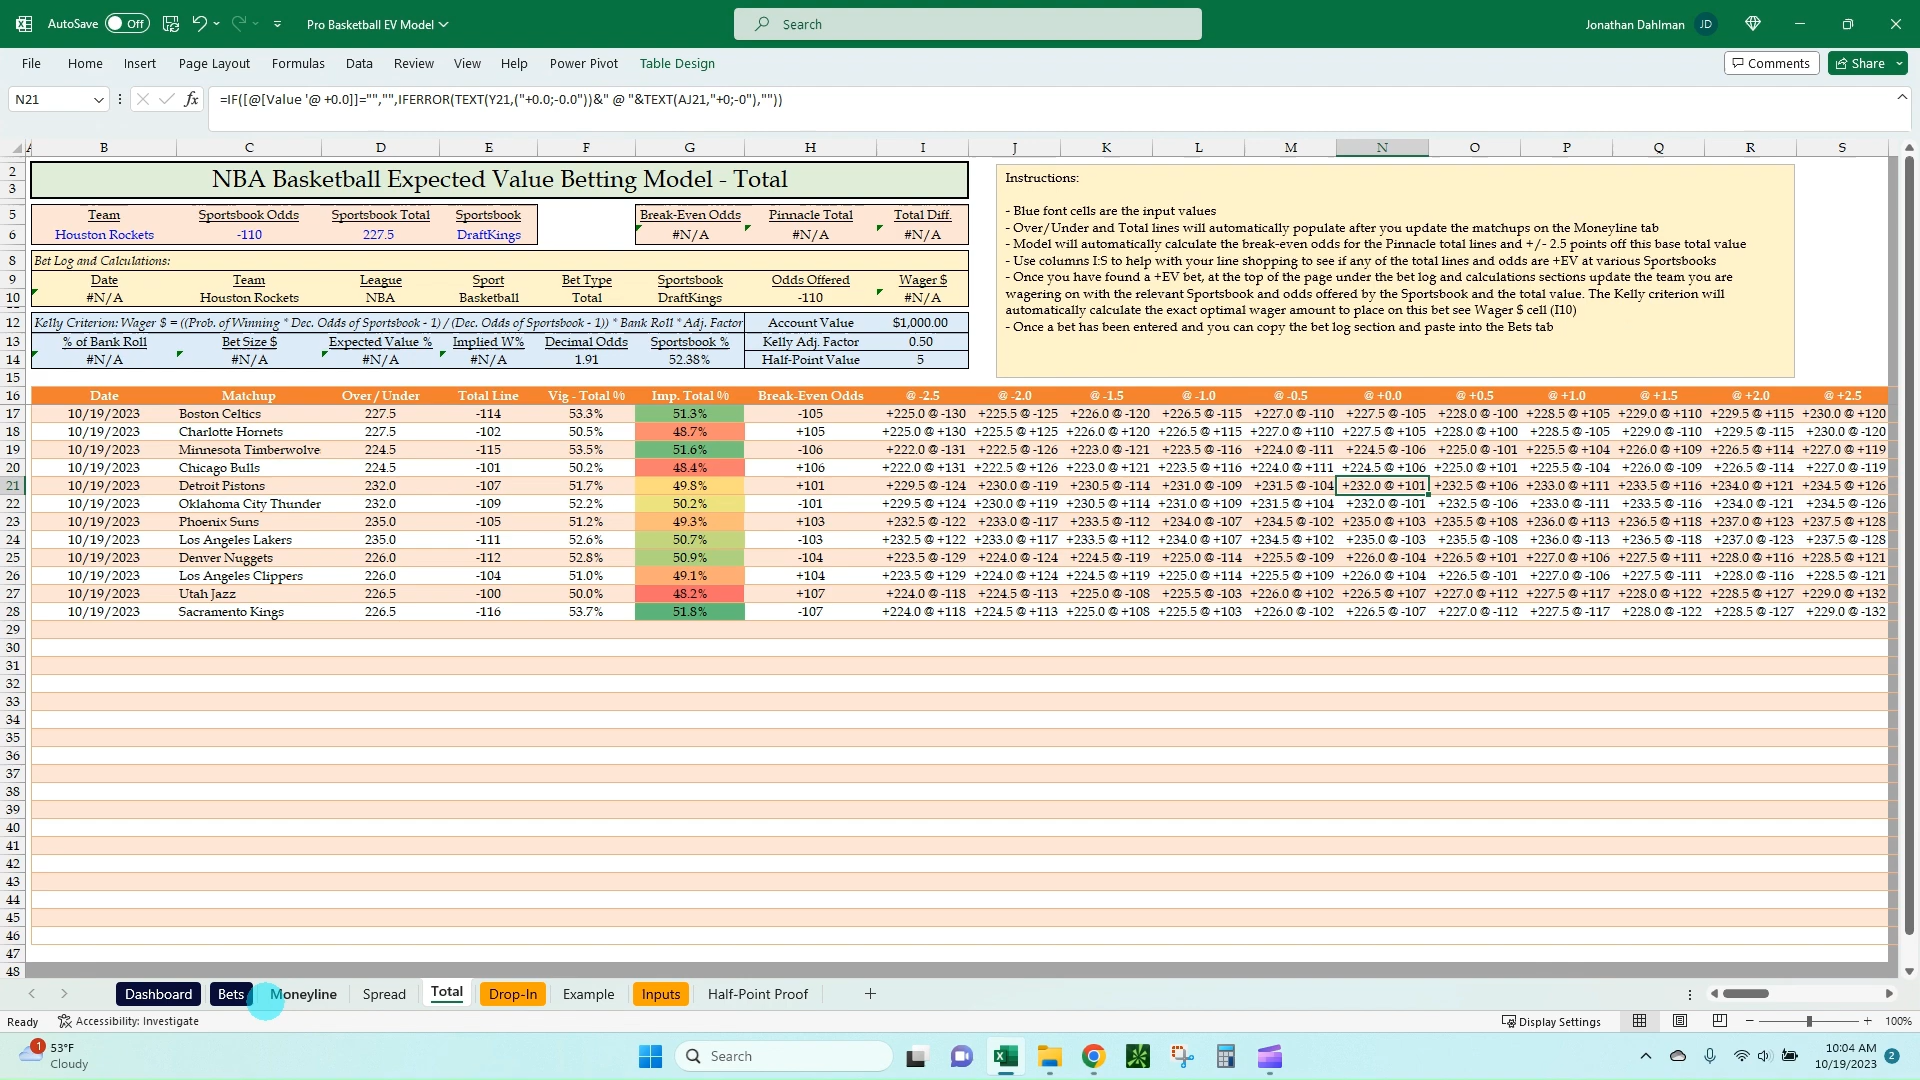 AutoSave Off Pro Basketball EV Model Search Jonathan Dahlman JD
File Home Insert Page Layout Formulas Data Review View Help Power Pivot Table Design Comments Share
N21 fx =IF([@[Value '@ +0.0]]="","",IFERROR(TEXT(Y21,("+0.0;-0.0"))&" @ "&TEXT(AJ21,"+0;-0"),""))
B C D E F G H I J K L M N O P Q R S
2 NBA Basketball Expected Value Betting Model - Total
3
Instructions:
5 Team Sportsbook Odds Sportsbook Total Sportsbook Break-Even Odds Pinnacle Total Total Diff.
6 Houston Rockets -110 227.5 DraftKings #N/A #N/A #N/A
- Blue font cells are the input values
- Over/Under and Total lines will automatically populate after you update the matchups on the Moneyline tab
- Model will automatically calculate the break-even odds for the Pinnacle total lines and +/- 2.5 points off this base total value
- Use columns I:S to help with your line shopping to see if any of the total lines and odds are +EV at various Sportsbooks
- Once you have found a +EV bet, at the top of the page under the bet log and calculations sections update the team you are
wagering on with the relevant Sportsbook and odds offered by the Sportsbook and the total value. The Kelly criterion will
automatically calculate the exact optimal wager amount to place on this bet see Wager $ cell (I10)
- Once a bet has been entered and you can copy the bet log section and paste into the Bets tab
8 Bet Log and Calculations:
9 Date Team League Sport Bet Type Sportsbook Odds Offered Wager $
10 #N/A Houston Rockets NBA Basketball Total DraftKings -110 #N/A
12 Kelly Criterion: Wager $ = ((Prob. of Winning * Dec. Odds of Sportsbook - 1) / (Dec. Odds of Sportsbook - 1)) * Bank Roll * Adj. Factor Account Value $1,000.00
13 % of Bank Roll Bet Size $ Expected Value % Implied W% Decimal Odds Sportsbook % Kelly Adj. Factor 0.50
14 #N/A #N/A #N/A #N/A 1.91 52.38% Half-Point Value 5
15
16 Date Matchup Over / Under Total Line Vig - Total % Imp. Total % Break-Even Odds @ -2.5 @ -2.0 @ -1.5 @ -1.0 @ -0.5 @ +0.0 @ +0.5 @ +1.0 @ +1.5 @ +2.0 @ +2.5
17 10/19/2023 Boston Celtics 227.5 -114 53.3% 51.3% -105 +225.0 @ -130 +225.5 @ -125 +226.0 @ -120 +226.5 @ -115 +227.0 @ -110 +227.5 @ -105 +228.0 @ -100 +228.5 @ +105 +229.0 @ +110 +229.5 @ +115 +230.0 @ +120
18 10/19/2023 Charlotte Hornets 227.5 -102 50.5% 48.7% +105 +225.0 @ +130 +225.5 @ +125 +226.0 @ +120 +226.5 @ +115 +227.0 @ +110 +227.5 @ +105 +228.0 @ +100 +228.5 @ -105 +229.0 @ -110 +229.5 @ -115 +230.0 @ -120
19 10/19/2023 Minnesota Timberwolve 224.5 -115 53.5% 51.6% -106 +222.0 @ -131 +222.5 @ -126 +223.0 @ -121 +223.5 @ -116 +224.0 @ -111 +224.5 @ -106 +225.0 @ -101 +225.5 @ +104 +226.0 @ +109 +226.5 @ +114 +227.0 @ +119
20 10/19/2023 Chicago Bulls 224.5 -101 50.2% 48.4% +106 +222.0 @ +131 +222.5 @ +126 +223.0 @ +121 +223.5 @ +116 +224.0 @ +111 +224.5 @ +106 +225.0 @ +101 +225.5 @ -104 +226.0 @ -109 +226.5 @ -114 +227.0 @ -119
21 10/19/2023 Detroit Pistons 232.0 -107 51.7% 49.8% +101 +229.5 @ -124 +230.0 @ -119 +230.5 @ -114 +231.0 @ -109 +231.5 @ -104 +232.0 @ +101 +232.5 @ +106 +233.0 @ +111 +233.5 @ +116 +234.0 @ +121 +234.5 @ +126
22 10/19/2023 Oklahoma City Thunder 232.0 -109 52.2% 50.2% -101 +229.5 @ +124 +230.0 @ +119 +230.5 @ +114 +231.0 @ +109 +231.5 @ +104 +232.0 @ -101 +232.5 @ -106 +233.0 @ -111 +233.5 @ -116 +234.0 @ -121 +234.5 @ -126
23 10/19/2023 Phoenix Suns 235.0 -105 51.2% 49.3% +103 +232.5 @ -122 +233.0 @ -117 +233.5 @ -112 +234.0 @ -107 +234.5 @ -102 +235.0 @ +103 +235.5 @ +108 +236.0 @ +113 +236.5 @ +118 +237.0 @ +123 +237.5 @ +128
24 10/19/2023 Los Angeles Lakers 235.0 -111 52.6% 50.7% -103 +232.5 @ +122 +233.0 @ +117 +233.5 @ +112 +234.0 @ +107 +234.5 @ +102 +235.0 @ -103 +235.5 @ -108 +236.0 @ -113 +236.5 @ -118 +237.0 @ -123 +237.5 @ -128
25 10/19/2023 Denver Nuggets 226.0 -112 52.8% 50.9% -104 +223.5 @ -129 +224.0 @ -124 +224.5 @ -119 +225.0 @ -114 +225.5 @ -109 +226.0 @ -104 +226.5 @ +101 +227.0 @ +106 +227.5 @ +111 +228.0 @ +116 +228.5 @ +121
26 10/19/2023 Los Angeles Clippers 226.0 -104 51.0% 49.1% +104 +223.5 @ +129 +224.0 @ +124 +224.5 @ +119 +225.0 @ +114 +225.5 @ +109 +226.0 @ +104 +226.5 @ -101 +227.0 @ -106 +227.5 @ -111 +228.0 @ -116 +228.5 @ -121
27 10/19/2023 Utah Jazz 226.5 -100 50.0% 48.2% +107 +224.0 @ -118 +224.5 @ -113 +225.0 @ -108 +225.5 @ -103 +226.0 @ +102 +226.5 @ +107 +227.0 @ +112 +227.5 @ +117 +228.0 @ +122 +228.5 @ +127 +229.0 @ +132
28 10/19/2023 Sacramento Kings 226.5 -116 53.7% 51.8% -107 +224.0 @ +118 +224.5 @ +113 +225.0 @ +108 +225.5 @ +103 +226.0 @ -102 +226.5 @ -107 +227.0 @ -112 +227.5 @ -117 +228.0 @ -122 +228.5 @ -127 +229.0 @ -132
29
30
31
32
33
34
35
36
37
38
39
40
41
42
43
44
45
46
47
48
Dashboard Bets Moneyline Spread Total Drop-In Example Inputs Half-Point Proof
Ready Accessibility: Investigate Display Settings 100%
1 53°F
Cloudy
Search
10:04 AM
10/19/2023 2